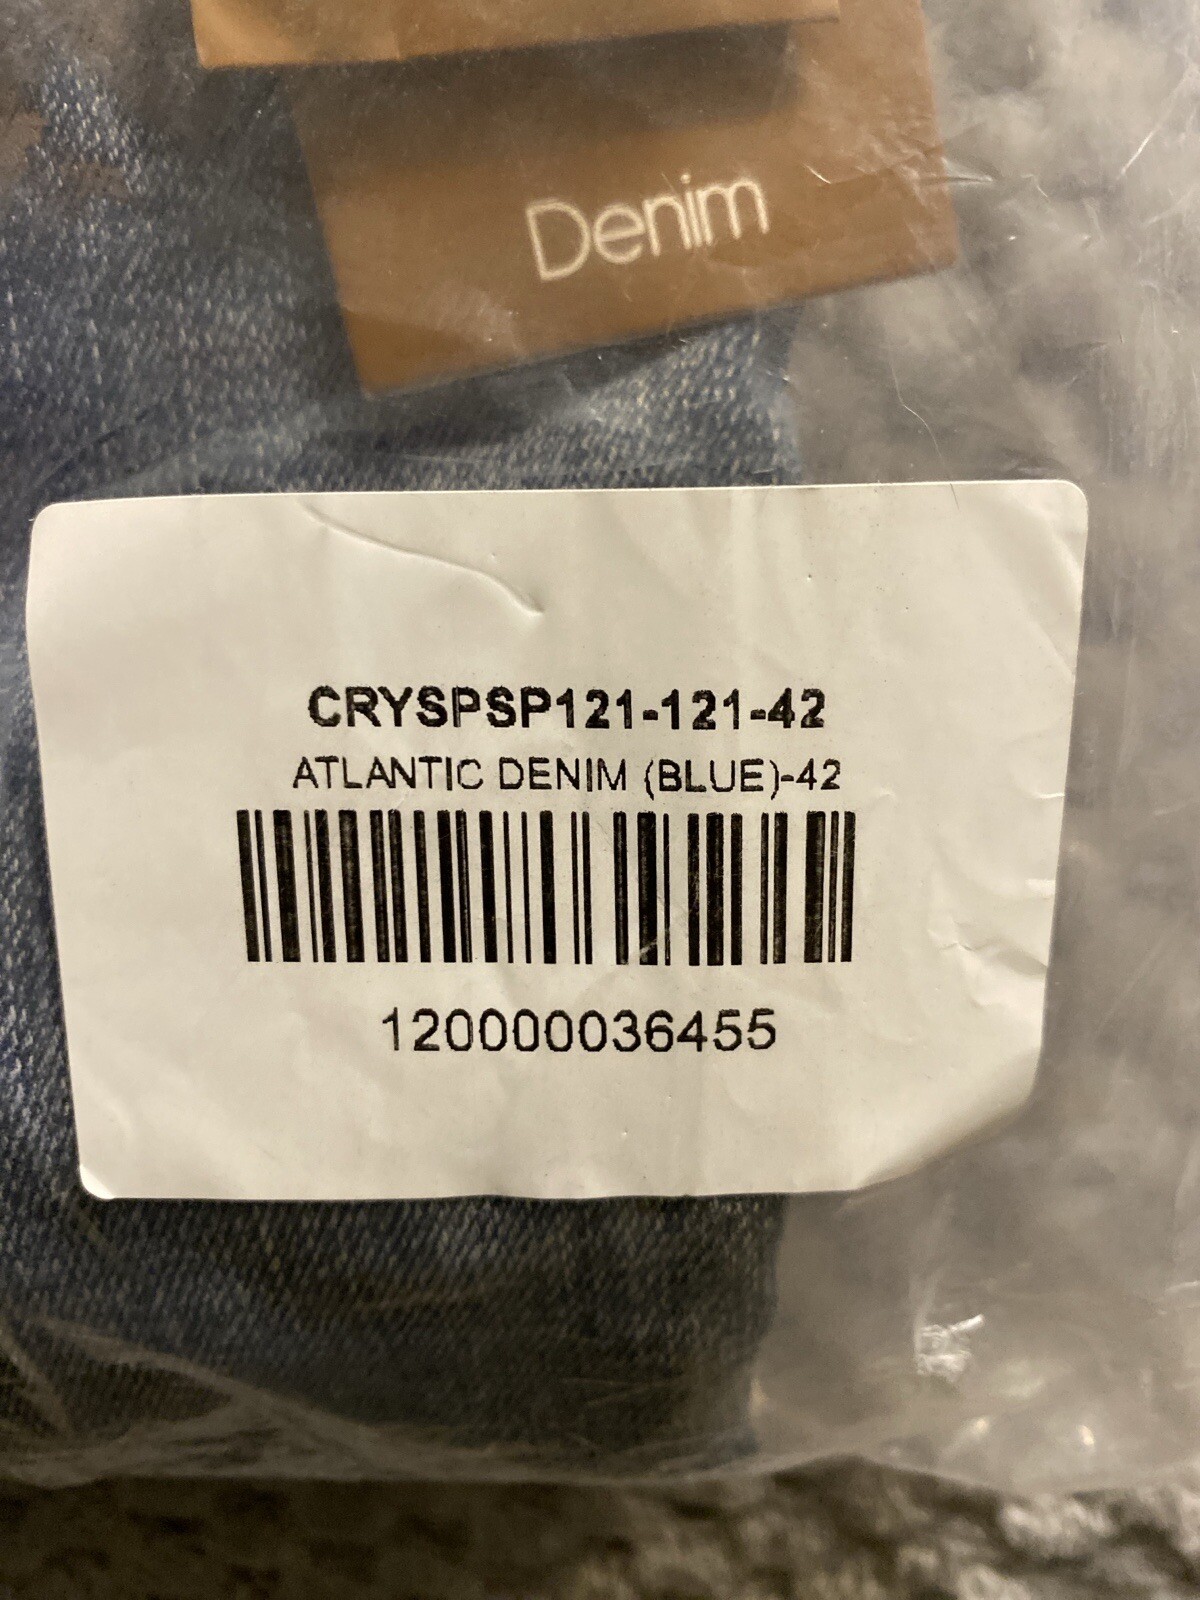 Denim
CRYSPSP121-121-42
ATLANTIC DENIM (BLUE)-42
120000036455